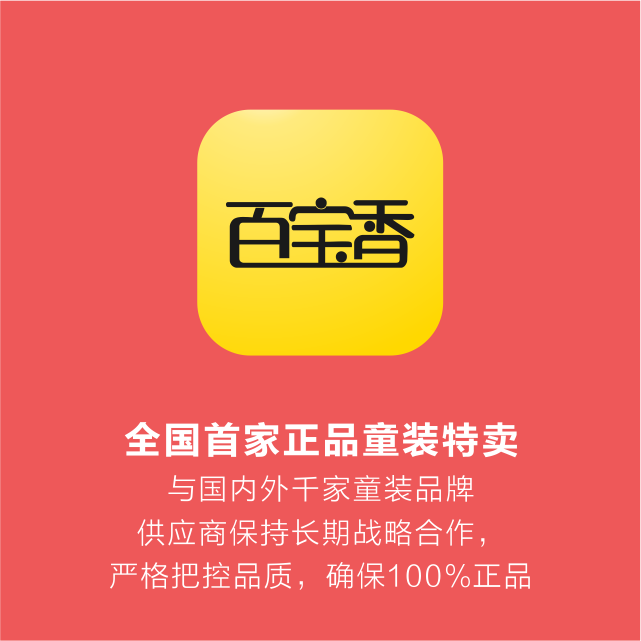 百宝香
全国首家正品童装特卖
与国内外千家童装品牌
供应商保持长期战略合作，
严格把控品质，确保100%正品